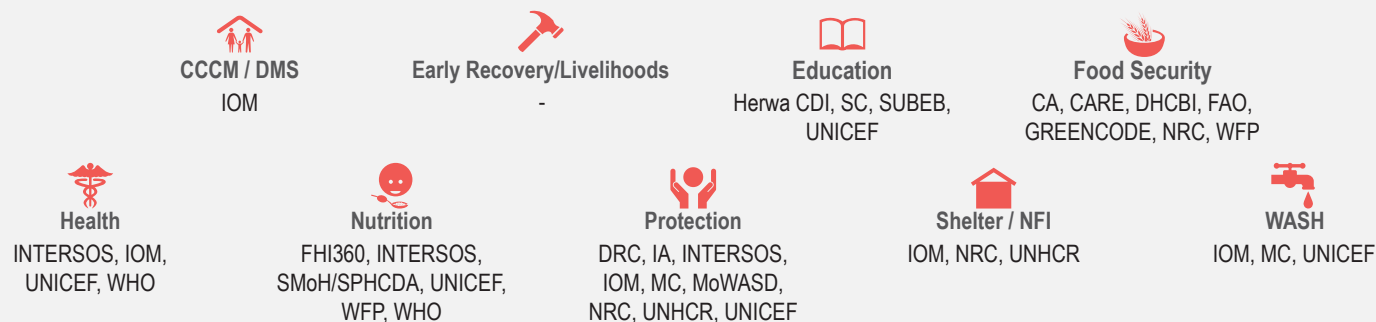 CCCM / DMS
IOM
Early Recovery/Livelihoods
-
Education
Herwa CDI, SC, SUBEB,
UNICEF
Food Security
CA, CARE, DHCBI, FAO,
GREENCODE, NRC, WFP
Health
INTERSOS, IOM,
UNICEF, WHO
Nutrition
FHI360, INTERSOS,
SMoH/SPHCDA, UNICEF,
WFP, WHO
Protection
DRC, IA, INTERSOS,
IOM, MC, MoWASD,
NRC, UNHCR, UNICEF
Shelter / NFI
IOM, NRC, UNHCR
WASH
IOM, MC, UNICEF